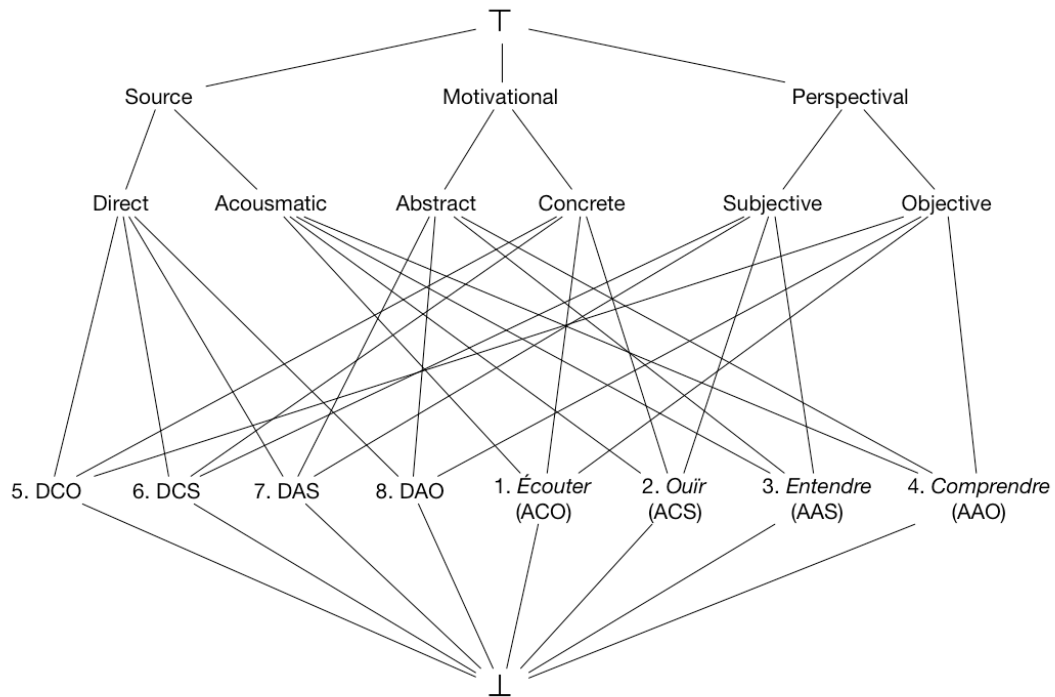 ⊤
Source Motivational Perspectival
Direct Acousmatic Abstract Concrete Subjective Objective
5. DCO 6. DCS 7. DAS 8. DAO 1. Écouter 2. Ouïr 3. Entendre 4. Comprendre
(ACO) (ACS) (AAS) (AAO)
⊥